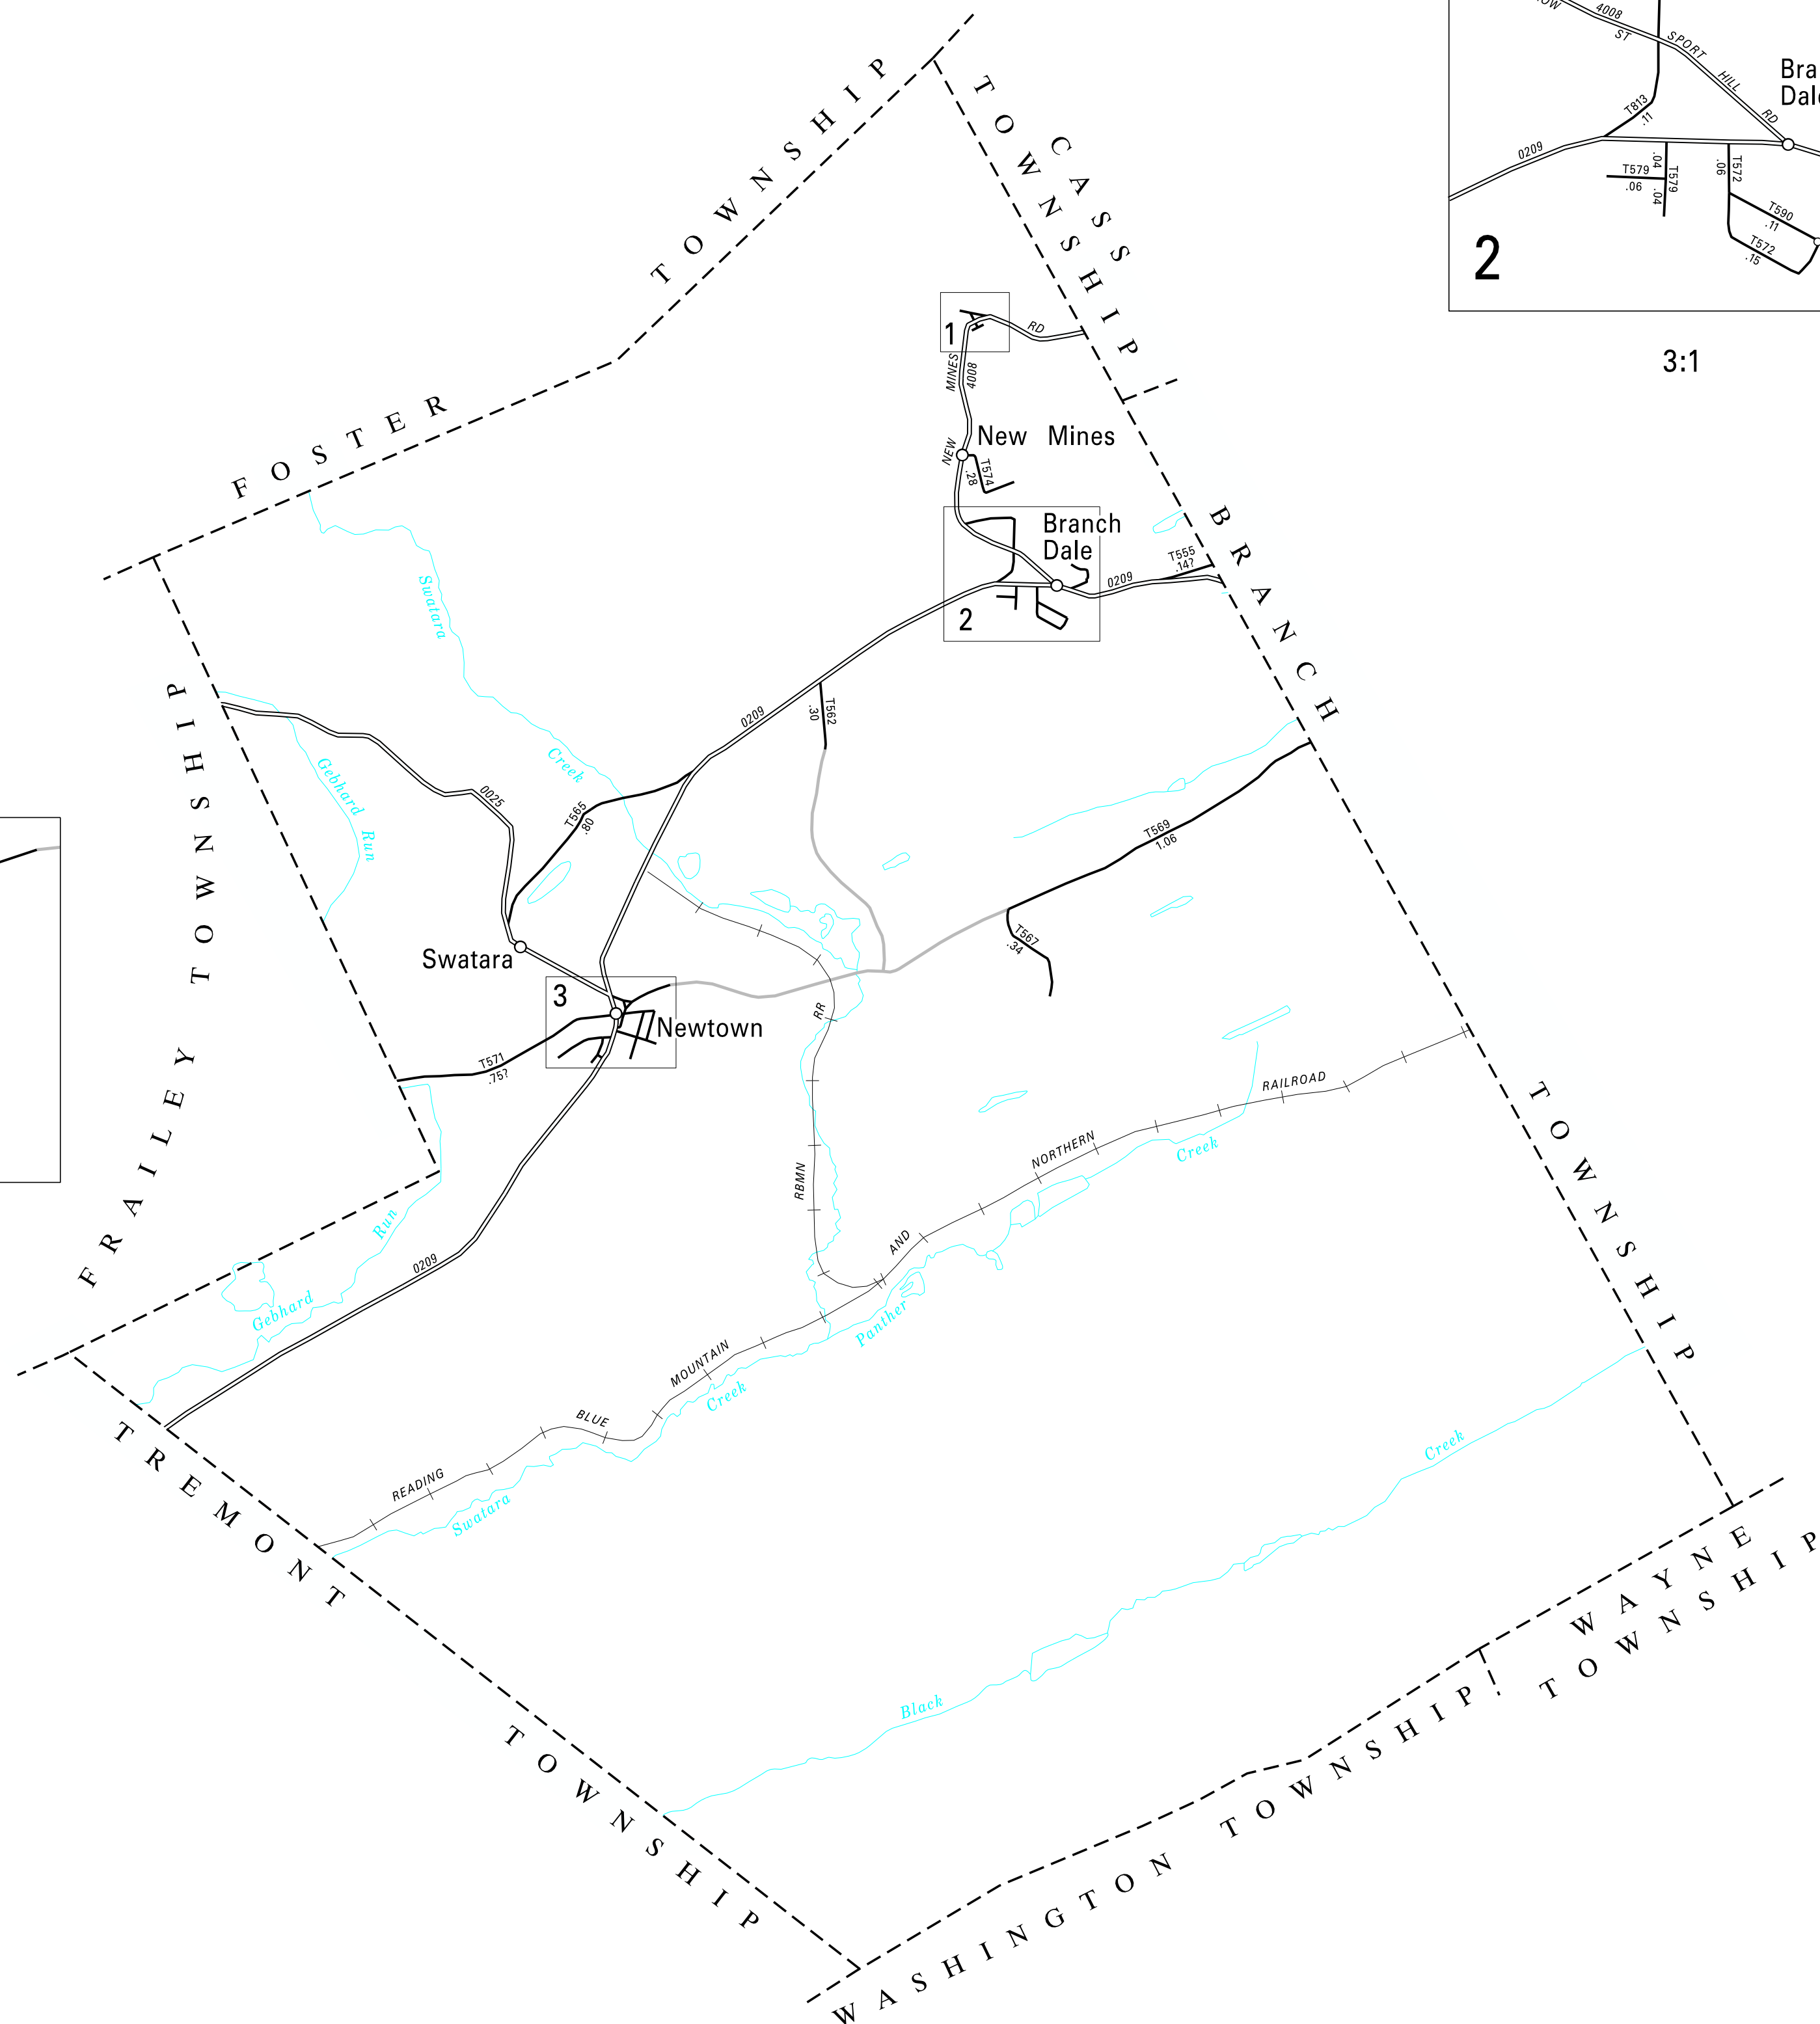 4008
ST
SPORT
HILL
RD
T813
.11
0209
.04
T579
.06
T579
.04
.06
T572
T590
.11
T572
.15
2
3:1
FOSTER TOWNSHIP
CASS
TOWNSHIP
1
RD
MINES
4008
NEW
New Mines
T574
.28
Branch
Dale
2
0209
T555
.14?
BRANCH TOWNSHIP
Swatara
Creek
Gebhard
Run
0025
T565
.80
0209
T562
.30
T569
1.06
T567
.34
Swatara
3
Newtown
T571
.75?
FRAILEY TOWNSHIP
RR
RBMN
READING
BLUE
MOUNTAIN
AND
NORTHERN
RAILROAD
Creek
Panther
Creek
Swatara
Run
Gebhard
0209
TREMONT TOWNSHIP
Creek
Black
WAYNE
TOWNSHIP
WASHINGTON TOWNSHIP